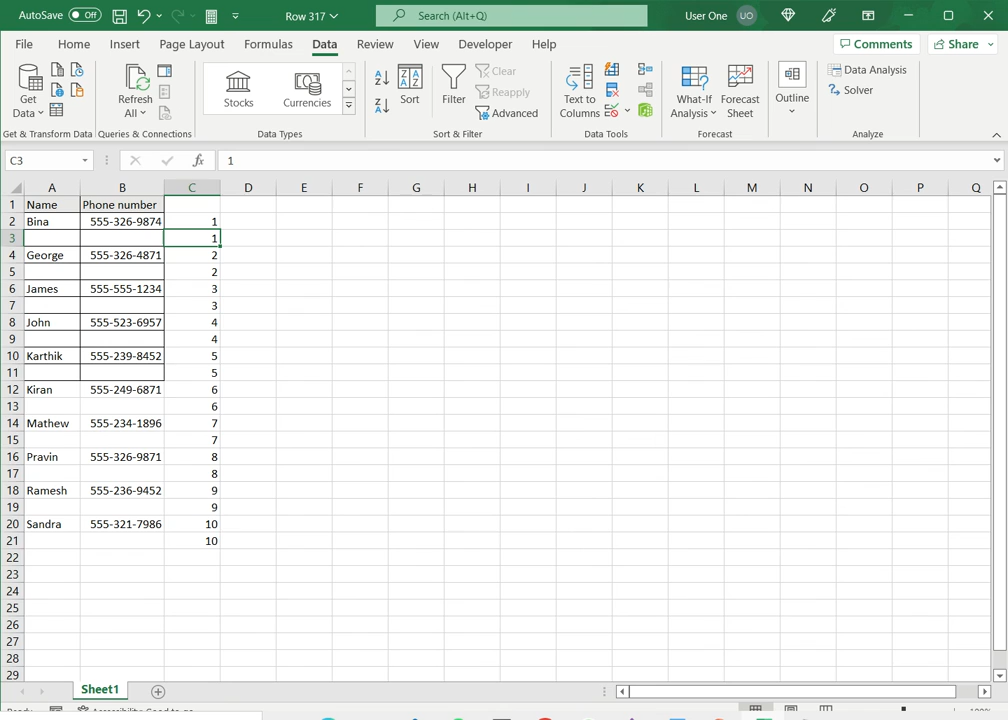 AutoSave Off Row 317 Search (Alt+Q) User One UO
File Home Insert Page Layout Formulas Data Review View Developer Help Comments Share
Get Data Refresh All Stocks Currencies Sort Filter Clear Reapply Advanced Text to Columns What-If Analysis Forecast Sheet Outline Data Analysis Solver
Get & Transform Data Queries & Connections Data Types Sort & Filter Data Tools Forecast Analyze
C3 fx 1
A B C D E F G H I J K L M N O P Q
1 Name Phone number
2 Bina 555-326-9874 1
3 1
4 George 555-326-4871 2
5 2
6 James 555-555-1234 3
7 3
8 John 555-523-6957 4
9 4
10 Karthik 555-239-8452 5
11 5
12 Kiran 555-249-6871 6
13 6
14 Mathew 555-234-1896 7
15 7
16 Pravin 555-326-9871 8
17 8
18 Ramesh 555-236-9452 9
19 9
20 Sandra 555-321-7986 10
21 10
22
23
24
25
26
27
28
29
Sheet1